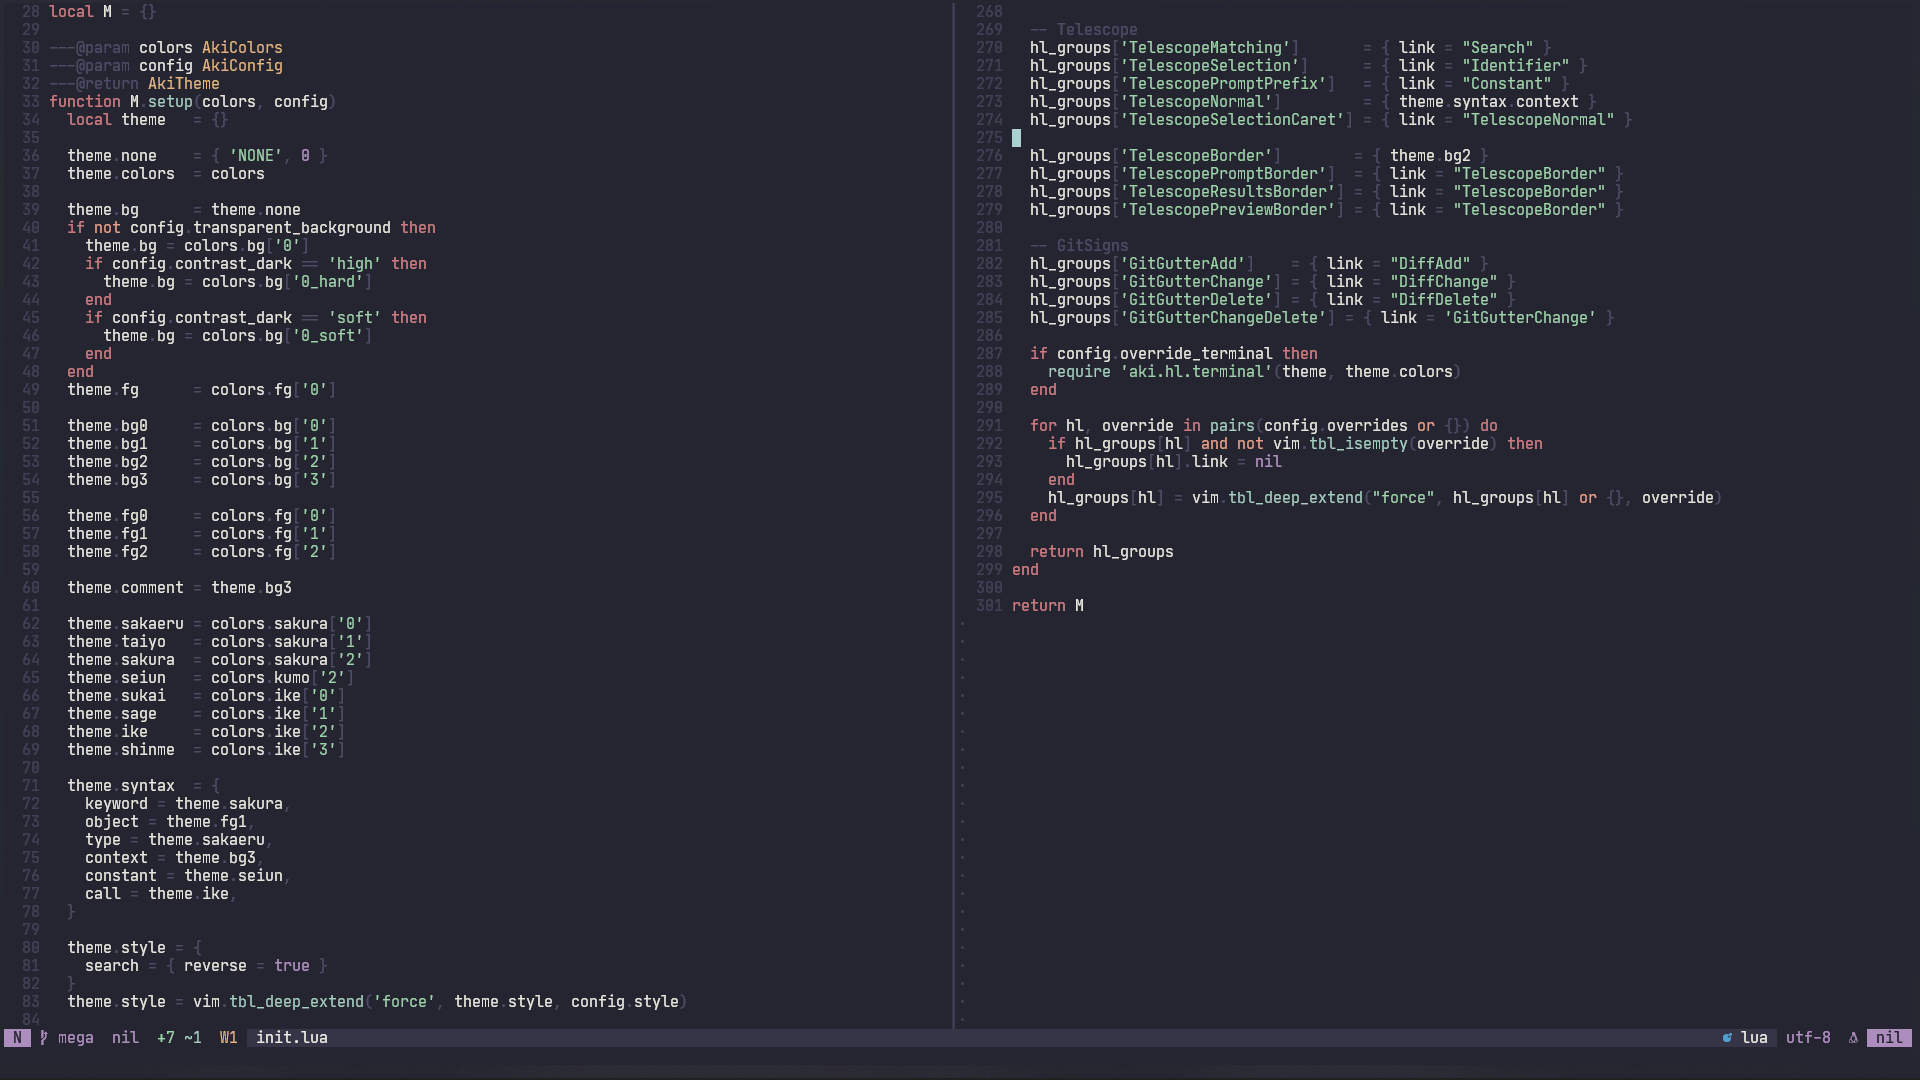 28 local M = {}
29
30 ---@param colors AkiColors
31 ---@param config AkiConfig
32 ---@return AkiTheme
33 function M.setup(colors, config)
34   local theme   = {}
35
36   theme.none    = { 'NONE', 0 }
37   theme.colors  = colors
38
39   theme.bg      = theme.none
40   if not config.transparent_background then
41     theme.bg = colors.bg['0']
42     if config.contrast_dark == 'high' then
43       theme.bg = colors.bg['0_hard']
44     end
45     if config.contrast_dark == 'soft' then
46       theme.bg = colors.bg['0_soft']
47     end
48   end
49   theme.fg      = colors.fg['0']
50
51   theme.bg0     = colors.bg['0']
52   theme.bg1     = colors.bg['1']
53   theme.bg2     = colors.bg['2']
54   theme.bg3     = colors.bg['3']
55
56   theme.fg0     = colors.fg['0']
57   theme.fg1     = colors.fg['1']
58   theme.fg2     = colors.fg['2']
59
60   theme.comment = theme.bg3
61
62   theme.sakaeru = colors.sakura['0']
63   theme.taiyo   = colors.sakura['1']
64   theme.sakura  = colors.sakura['2']
65   theme.seiun   = colors.kumo['2']
66   theme.sukai   = colors.ike['0']
67   theme.sage    = colors.ike['1']
68   theme.ike     = colors.ike['2']
69   theme.shinme  = colors.ike['3']
70
71   theme.syntax  = {
72     keyword = theme.sakura,
73     object = theme.fg1,
74     type = theme.sakaeru,
75     context = theme.bg3,
76     constant = theme.seiun,
77     call = theme.ike,
78   }
79
80   theme.style = {
81     search = { reverse = true }
82   }
83   theme.style = vim.tbl_deep_extend('force', theme.style, config.style)
84
268
269   -- Telescope
270   hl_groups['TelescopeMatching']       = { link = "Search" }
271   hl_groups['TelescopeSelection']      = { link = "Identifier" }
272   hl_groups['TelescopePromptPrefix']   = { link = "Constant" }
273   hl_groups['TelescopeNormal']         = { theme.syntax.context }
274   hl_groups['TelescopeSelectionCaret'] = { link = "TelescopeNormal" }
275
276   hl_groups['TelescopeBorder']        = { theme.bg2 }
277   hl_groups['TelescopePromptBorder']  = { link = "TelescopeBorder" }
278   hl_groups['TelescopeResultsBorder'] = { link = "TelescopeBorder" }
279   hl_groups['TelescopePreviewBorder'] = { link = "TelescopeBorder" }
280
281   -- GitSigns
282   hl_groups['GitGutterAdd']    = { link = "DiffAdd" }
283   hl_groups['GitGutterChange'] = { link = "DiffChange" }
284   hl_groups['GitGutterDelete'] = { link = "DiffDelete" }
285   hl_groups['GitGutterChangeDelete'] = { link = 'GitGutterChange' }
286
287   if config.override_terminal then
288     require 'aki.hl.terminal'(theme, theme.colors)
289   end
290
291   for hl, override in pairs(config.overrides or {}) do
292     if hl_groups[hl] and not vim.tbl_isempty(override) then
293       hl_groups[hl].link = nil
294     end
295     hl_groups[hl] = vim.tbl_deep_extend("force", hl_groups[hl] or {}, override)
296   end
297
298   return hl_groups
299 end
300
301 return M
N mega nil +7 ~1 W1 init.lua lua utf-8 nil